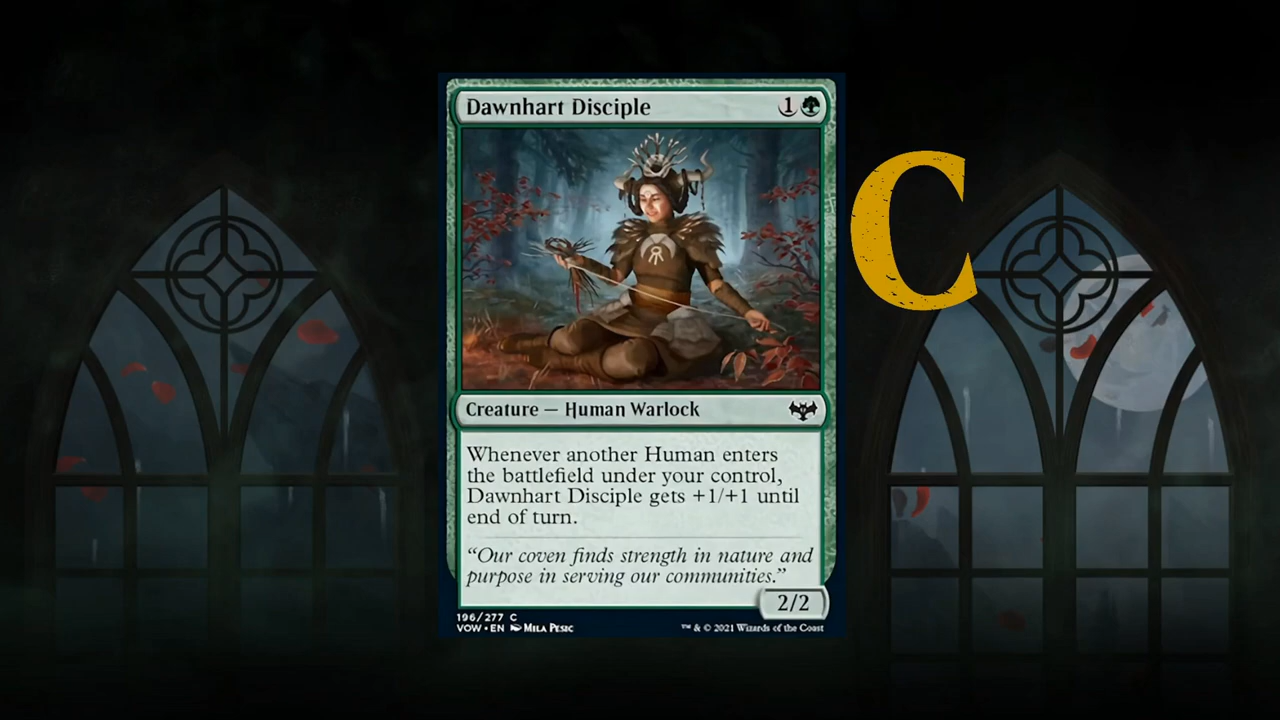 Dawnhart Disciple 1
C
Creature — Human Warlock
Whenever another Human enters
the battlefield under your control,
Dawnhart Disciple gets +1/+1 until
end of turn.
“Our coven finds strength in nature and
purpose in serving our communities.”
2/2
196/277 C
VOW • EN Mila Pesic
™ & © 2021 Wizards of the Coast